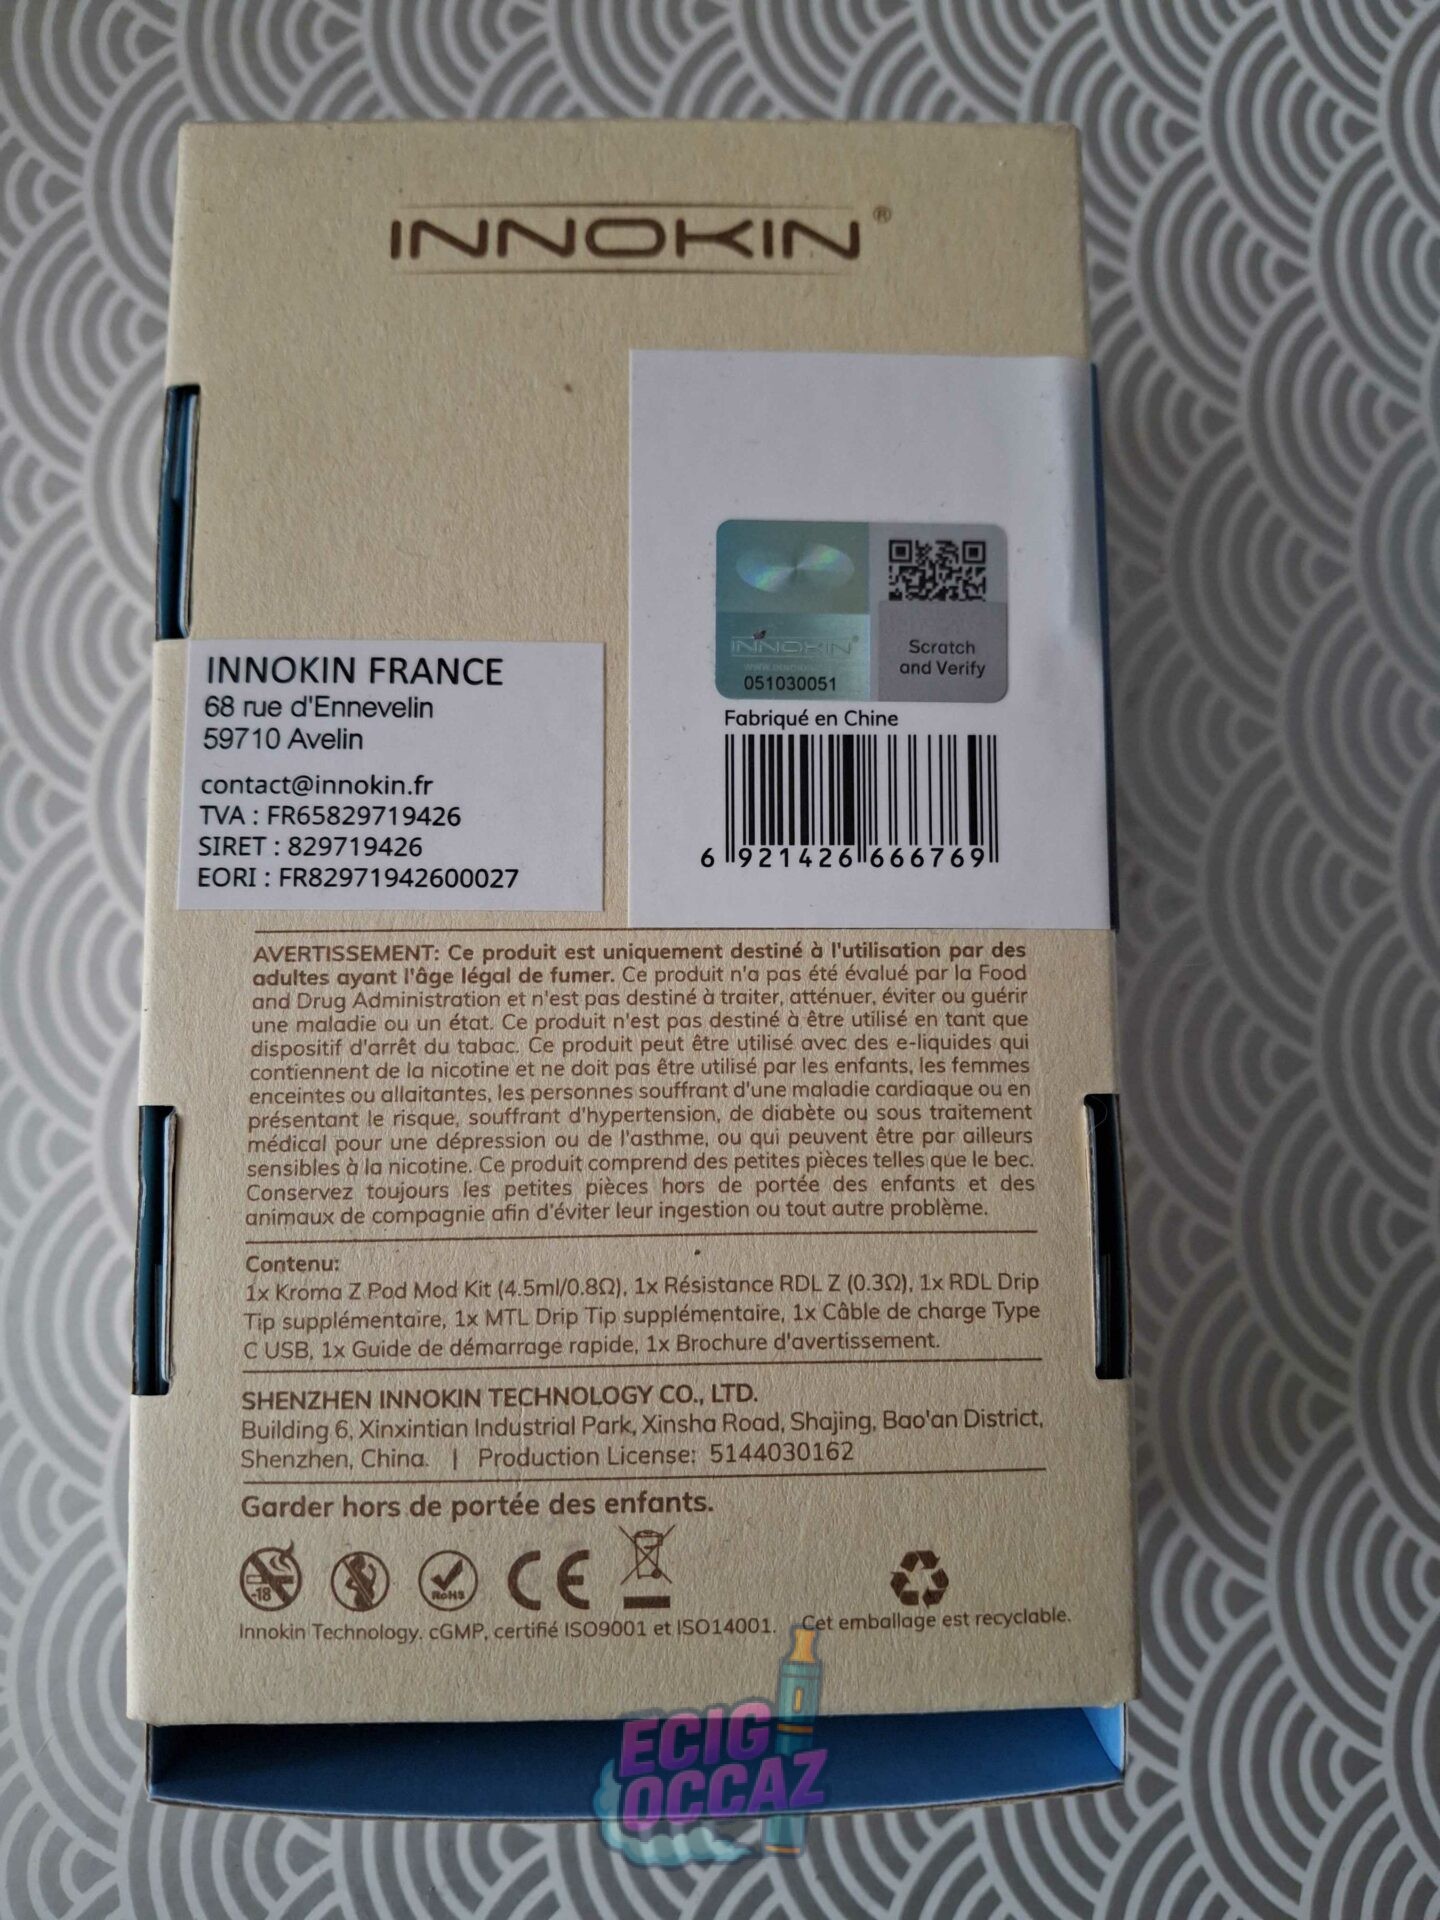 INNOKIN®
INNOKIN®
051030051
Scratch
and Verify
Fabriqué en Chine
6 921426 666769
INNOKIN FRANCE
68 rue d'Ennevelin
59710 Avelin
contact@innokin.fr
TVA : FR65829719426
SIRET : 829719426
EORI : FR82971942600027
AVERTISSEMENT: Ce produit est uniquement destiné à l'utilisation par des
adultes ayant l'âge légal de fumer. Ce produit n'a pas été évalué par la Food
and Drug Administration et n'est pas destiné à traiter, atténuer, éviter ou guérir
une maladie ou un état. Ce produit n'est pas destiné à être utilisé en tant que
dispositif d'arrêt du tabac. Ce produit peut être utilisé avec des e-liquides qui
contiennent de la nicotine et ne doit pas être utilisé par les enfants, les femmes
enceintes ou allaitantes, les personnes souffrant d'une maladie cardiaque ou en
présentant le risque, souffrant d'hypertension, de diabète ou sous traitement
médical pour une dépression ou de l'asthme, ou qui peuvent être par ailleurs
sensibles à la nicotine. Ce produit comprend des petites pièces telles que le bec.
Conservez toujours les petites pièces hors de portée des enfants et des
animaux de compagnie afin d'éviter leur ingestion ou tout autre problème.
Contenu:
1x Kroma Z Pod Mod Kit (4.5ml/0.8Ω), 1x Résistance RDL Z (0.3Ω), 1x RDL Drip
Tip supplémentaire, 1x MTL Drip Tip supplémentaire, 1x Câble de charge Type
C USB, 1x Guide de démarrage rapide, 1x Brochure d'avertissement.
SHENZHEN INNOKIN TECHNOLOGY CO., LTD.
Building 6, Xinxintian Industrial Park, Xinsha Road, Shajing, Bao'an District,
Shenzhen, China. | Production License: 5144030162
Garder hors de portée des enfants.
-18
RoHS
CE
Innokin Technology. cGMP, certifié ISO9001 et ISO14001.
Cet emballage est recyclable.
ECIG
OCCAZ